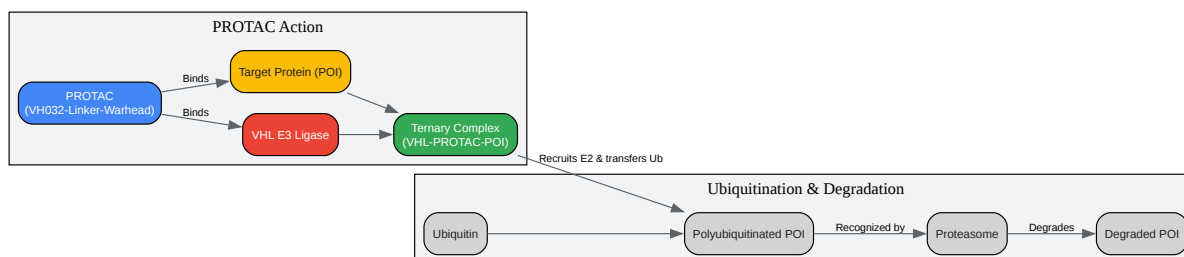 PROTAC Action
Binds
Target Protein (POI)
PROTAC
(VH032-Linker-Warhead)
Binds
VHL E3 Ligase
Ternary Complex
(VHL-PROTAC-POI)
Recruits E2 & transfers Ub
Ubiquitination & Degradation
Ubiquitin
Polyubiquitinated POI
Recognized by
Proteasome
Degrades
Degraded POI